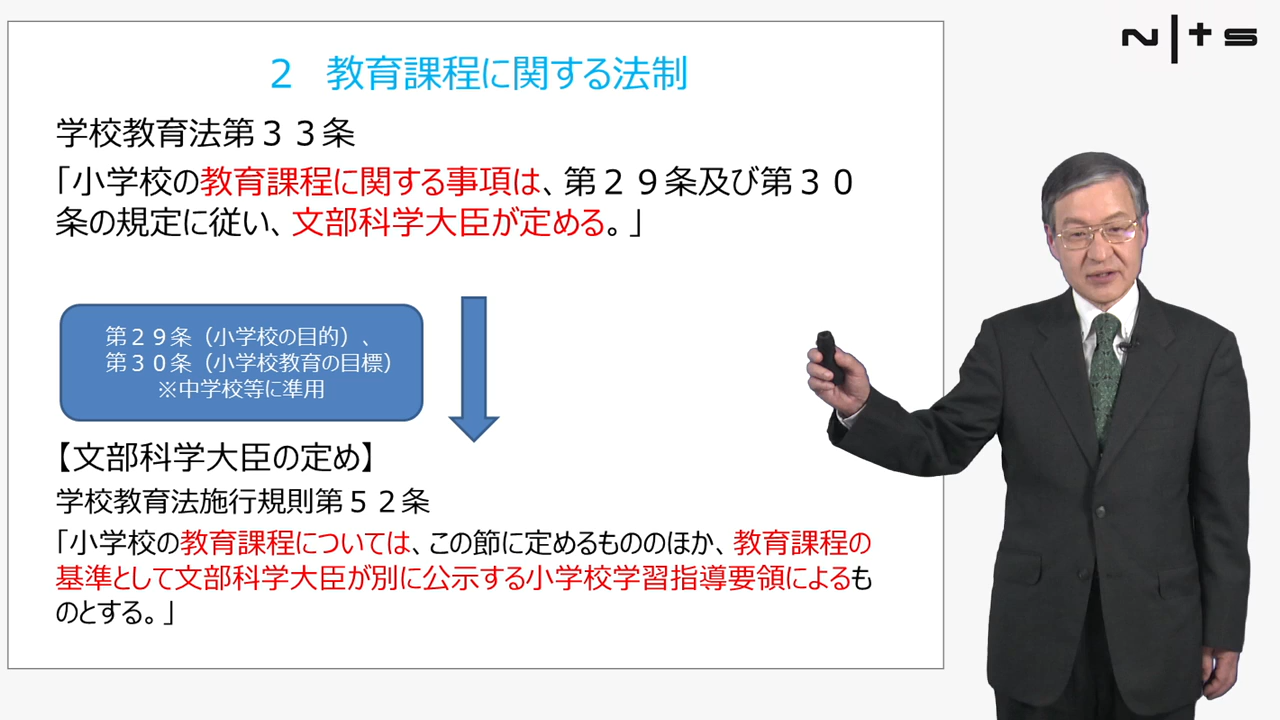 NITS
２　教育課程に関する法制
学校教育法第３３条
「小学校の教育課程に関する事項は、第２９条及び第３０
条の規定に従い、文部科学大臣が定める。」
第２９条（小学校の目的）、
第３０条（小学校教育の目標）
※中学校等に準用
【文部科学大臣の定め】
学校教育法施行規則第５２条
「小学校の教育課程については、この節に定めるもののほか、教育課程の
基準として文部科学大臣が別に公示する小学校学習指導要領によるも
のとする。」